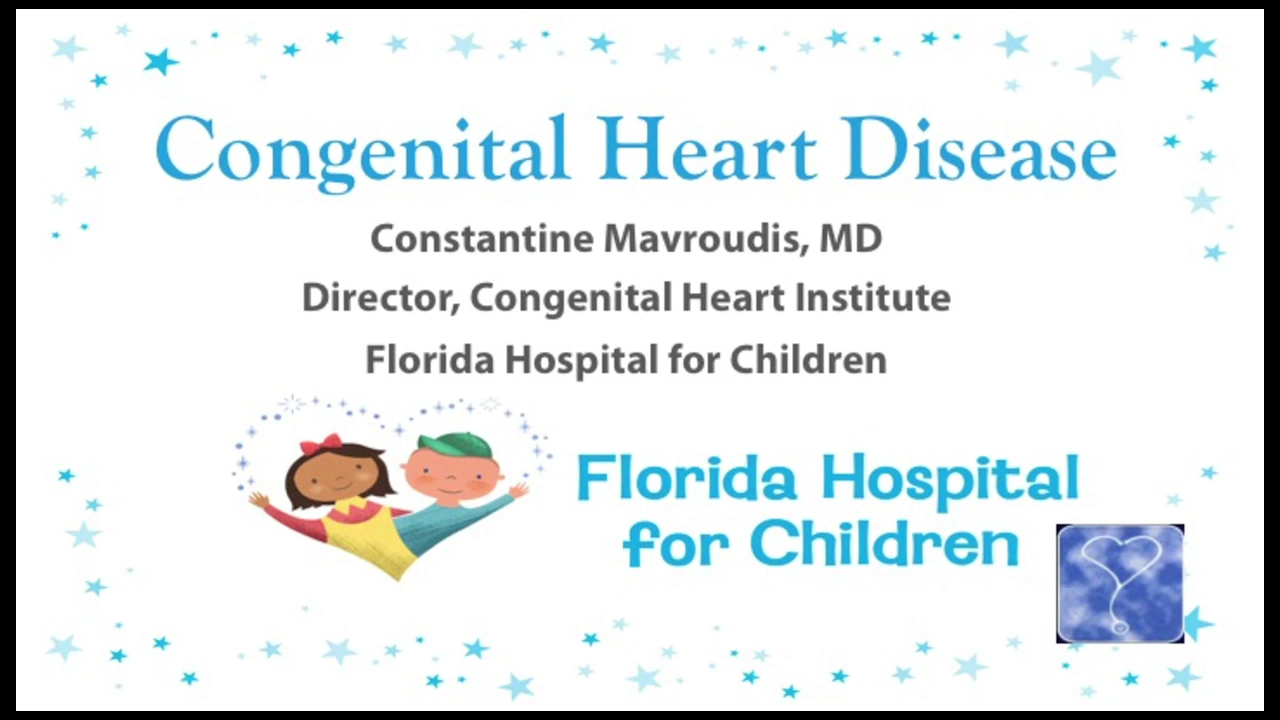 Congenital Heart Disease
Constantine Mavroudis, MD
Director, Congenital Heart Institute
Florida Hospital for Children
Florida Hospital
for Children